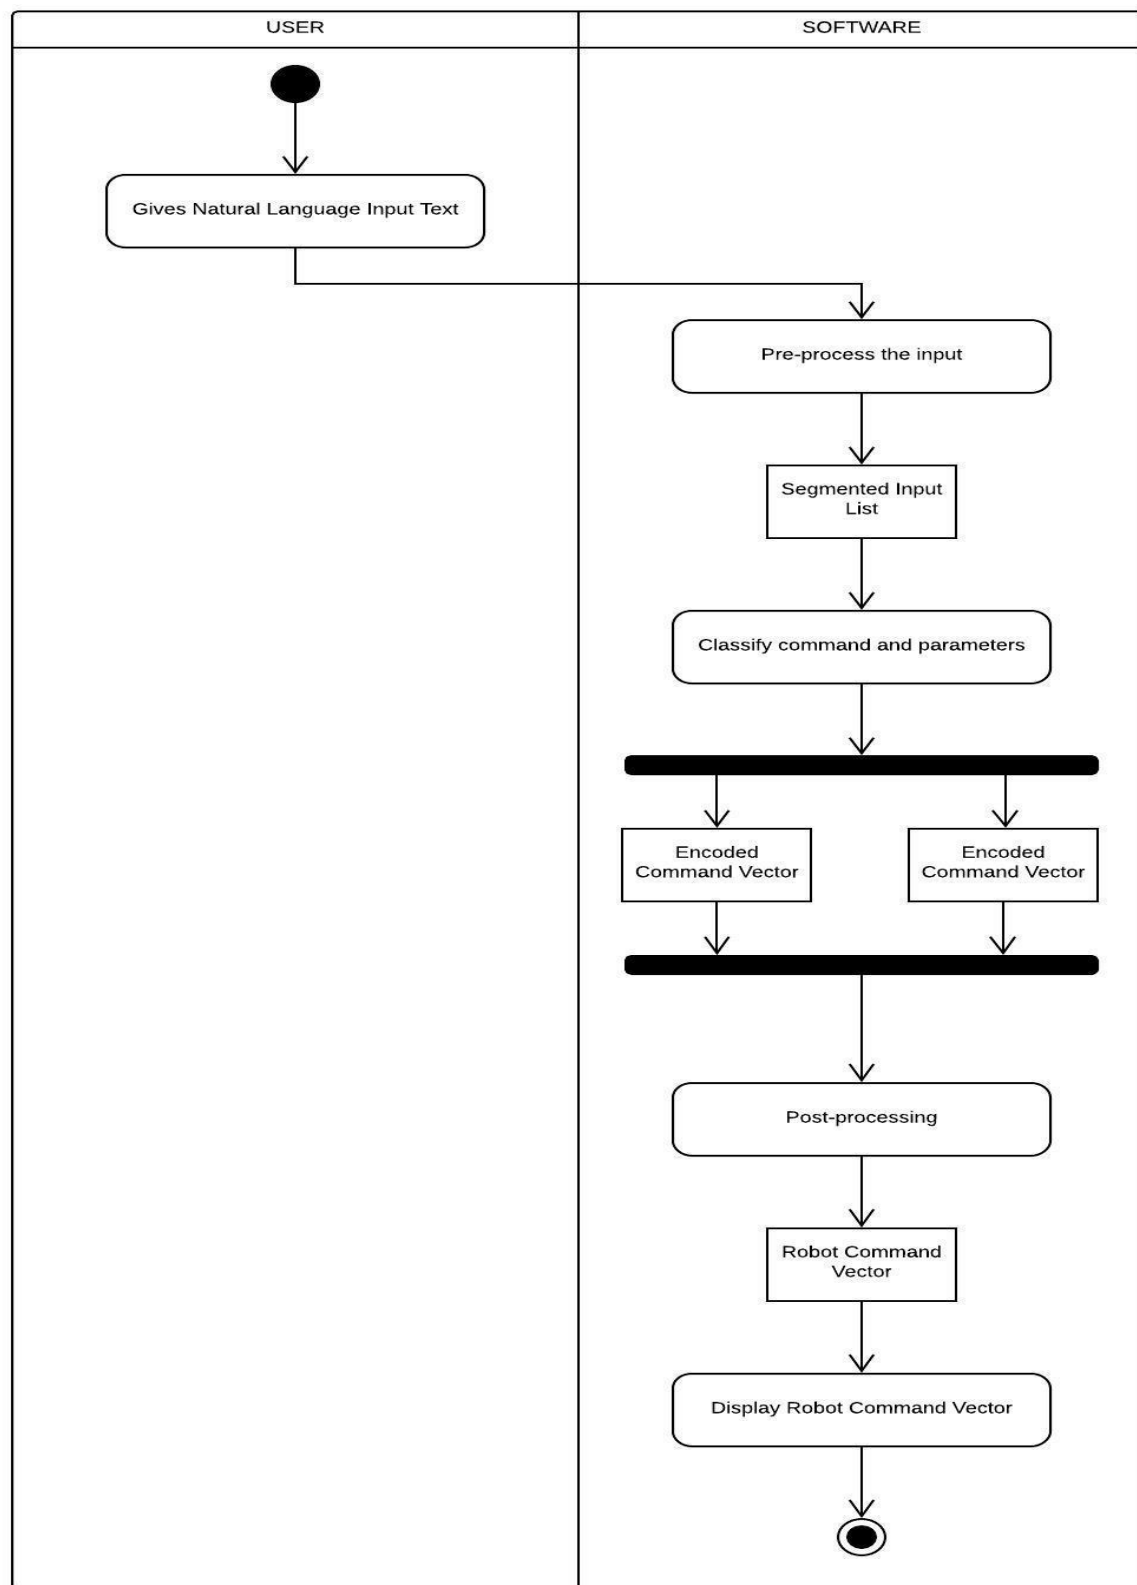 USER
SOFTWARE
Gives Natural Language Input Text
Pre-process the input
Segmented Input
List
Classify command and parameters
Encoded
Command Vector
Encoded
Command Vector
Post-processing
Robot Command
Vector
Display Robot Command Vector